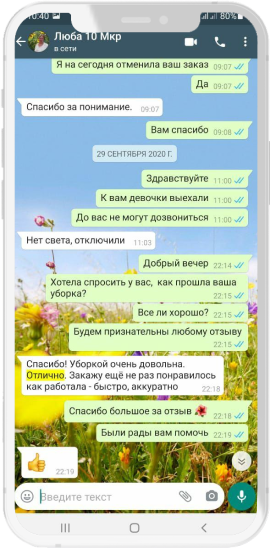 10:40
80%
Люба 10 Мкр
в сети
Я на сегодня отменила ваш заказ 09:07
Да 09:07
Спасибо за понимание. 09:07
Вам спасибо 09:08
29 СЕНТЯБРЯ 2020 Г.
Здравствуйте 11:00
К вам девочки выехали 11:00
До вас не могут дозвониться 11:00
Нет света, отключили 11:03
Добрый вечер 22:14
Хотела спросить у вас, как прошла ваша
уборка? 22:15
Все ли хорошо? 22:15
Будем признательны любому отзыву
22:15
Спасибо! Уборкой очень довольна.
Отлично. Закажу ещё не раз понравилось
как работала - быстро, аккуратно 22:18
Спасибо большое за отзыв 🌺 22:18
Были рады вам помочь 22:19
👍 22:19
Введите текст